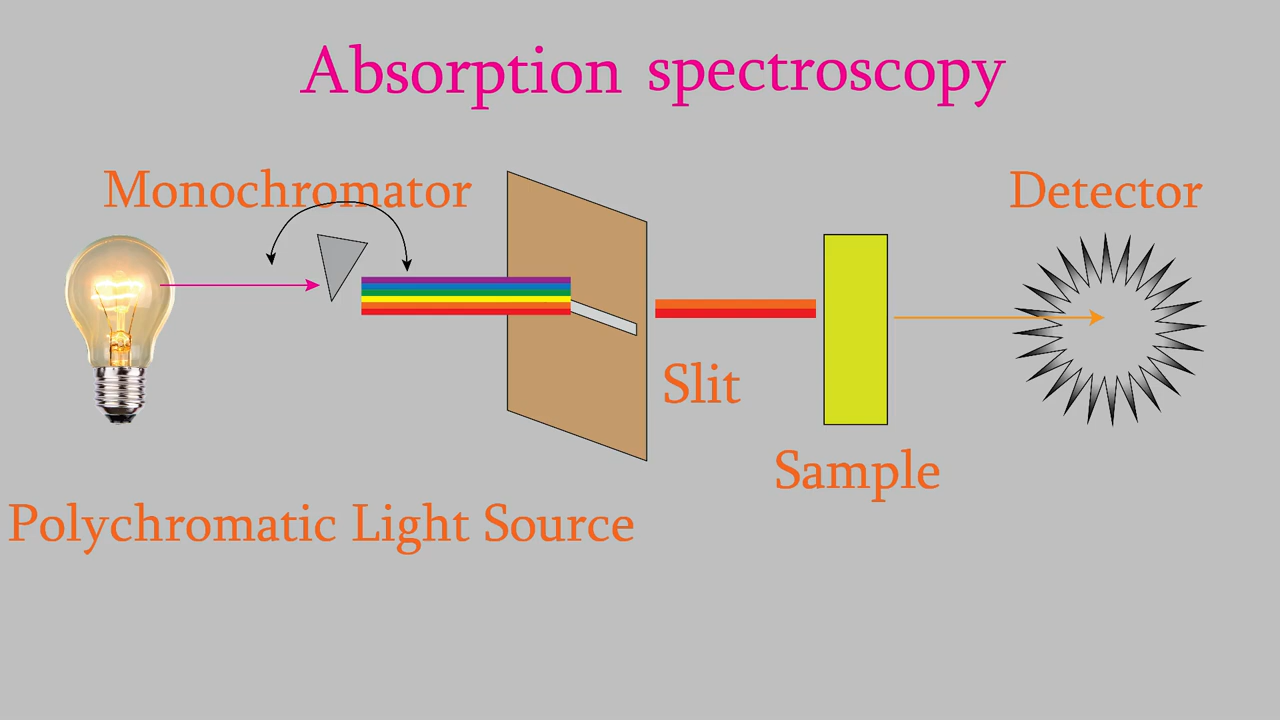 Absorption spectroscopy
Monochromator
Detector
Slit
Sample
Polychromatic Light Source